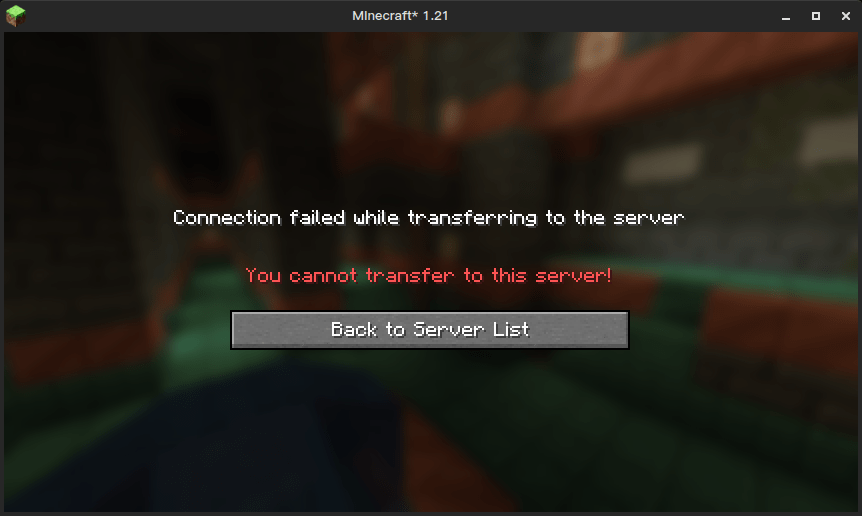 Minecraft* 1.21
Connection failed while transferring to the server
You cannot transfer to this server!
Back to Server List